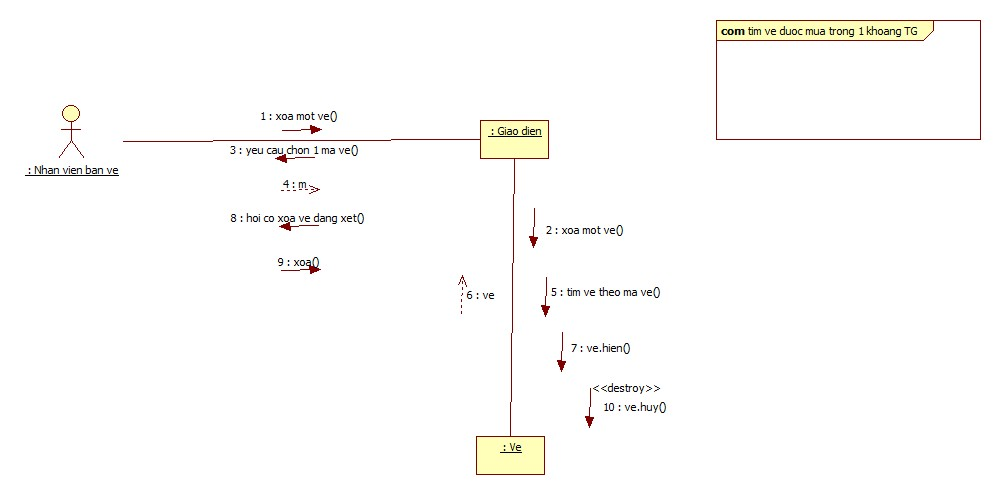 com tim ve duoc mua trong 1 khoang TG
1 : xoa mot ve()
: Giao dien
3 : yeu cau chon 1 ma ve()
: Nhan vien ban ve
4 : m
8 : hoi co xoa ve dang xet()
2 : xoa mot ve()
9 : xoa()
6 : ve
5 : tim ve theo ma ve()
7 : ve.hien()
<<destroy>>
10 : ve.huy()
: Ve